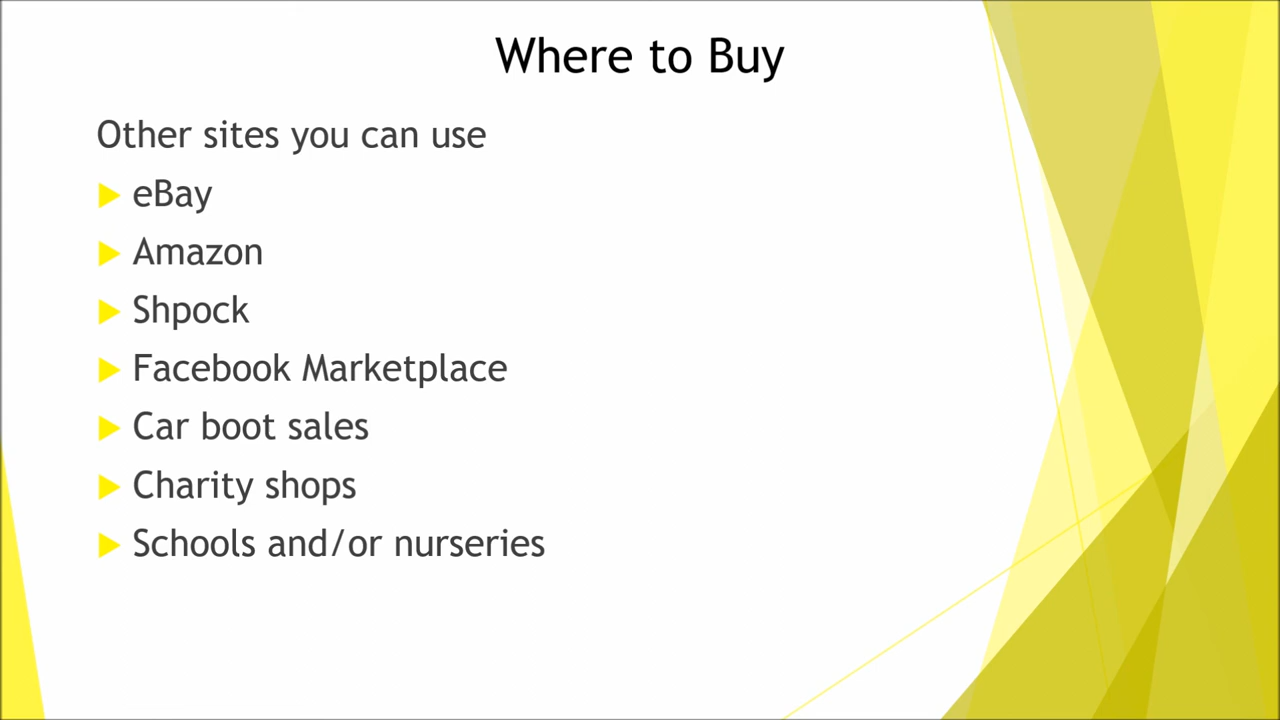 Where to Buy
Other sites you can use
eBay
Amazon
Shpock
Facebook Marketplace
Car boot sales
Charity shops
Schools and/or nurseries